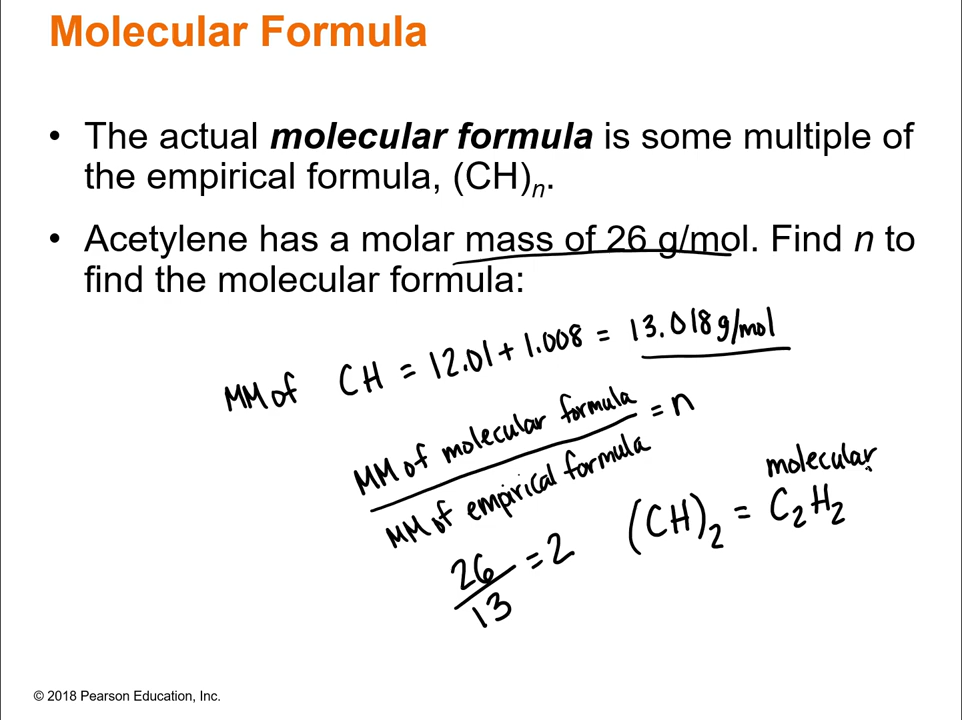 Molecular Formula
• The actual molecular formula is some multiple of
the empirical formula, (CH)n.
• Acetylene has a molar mass of 26 g/mol. Find n to
find the molecular formula:
MM of CH = 12.01 + 1.008 = 13.018 g/mol
MM of molecular formula = n
MM of empirical formula
molecular
26 = 2 (CH)2 = C2H2
13
© 2018 Pearson Education, Inc.